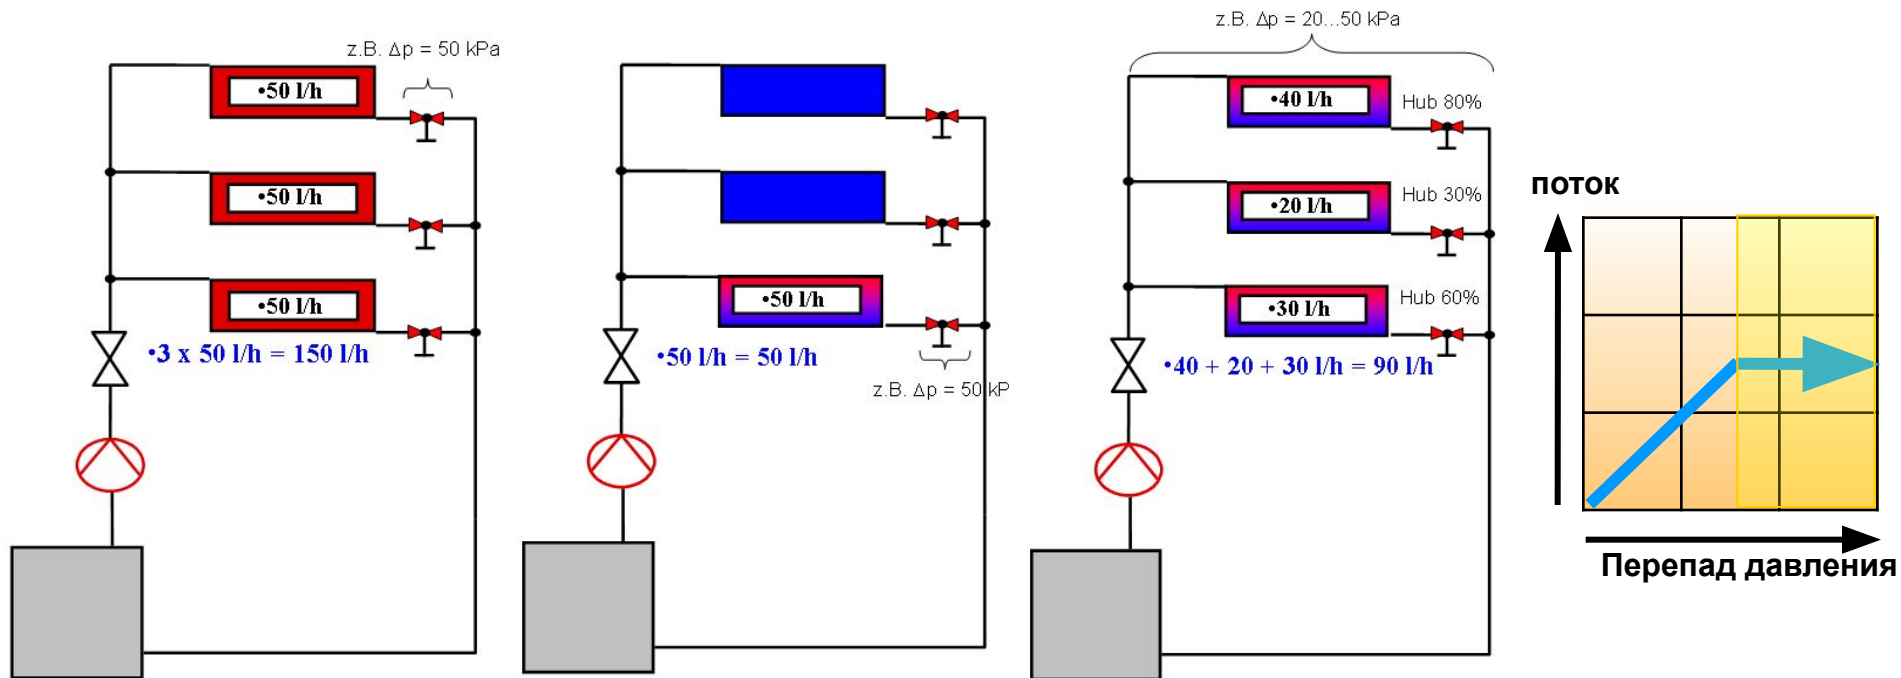 z.B. Δp = 50 kPa
•50 l/h
•50 l/h
•50 l/h
•3 x 50 l/h = 150 l/h
•50 l/h
•50 l/h = 50 l/h
z.B. Δp = 50 kP
z.B. Δp = 20...50 kPa
•40 l/h
Hub 80%
•20 l/h
Hub 30%
•30 l/h
Hub 60%
•40 + 20 + 30 l/h = 90 l/h
поток
Перепад давления